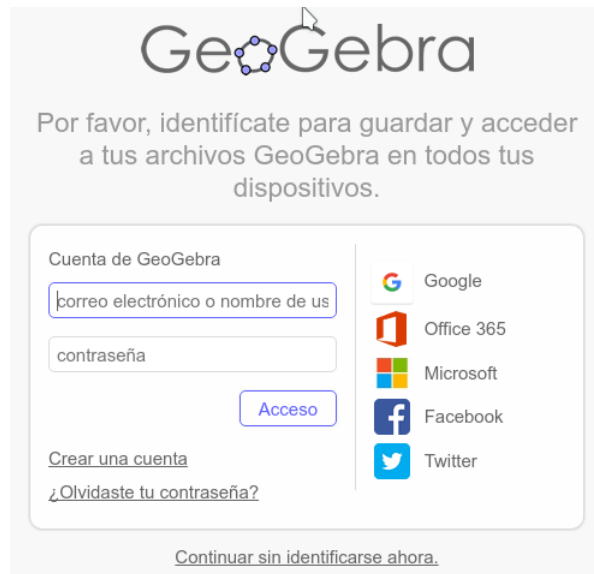 GeoGebra
Por favor, identifícate para guardar y acceder
a tus archivos GeoGebra en todos tus
dispositivos.
Cuenta de GeoGebra
correo electrónico o nombre de us
contraseña
Acceso
Crear una cuenta
¿Olvidaste tu contraseña?
Google
Office 365
Microsoft
Facebook
Twitter
Continuar sin identificarse ahora.